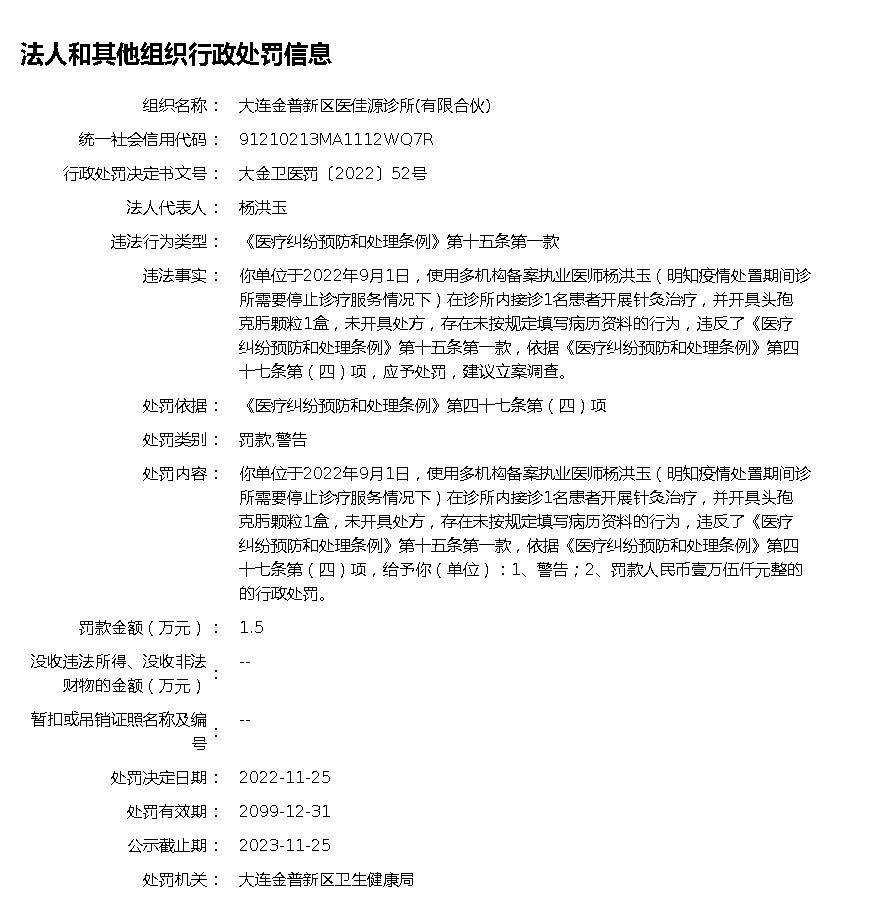 法人和其他组织行政处罚信息
组织名称： 大连金普新区医佳源诊所(有限合伙)
统一社会信用代码： 91210213MA1112WQ7R
行政处罚决定书文号： 大金卫医罚〔2022〕52号
法人代表人： 杨洪玉
违法行为类型： 《医疗纠纷预防和处理条例》第十五条第一款
违法事实： 你单位于2022年9月1日，使用多机构备案执业医师杨洪玉（明知疫情处置期间诊
所需要停止诊疗服务情况下）在诊所内接诊1名患者开展针灸治疗，并开具头孢
克肟颗粒1盒，未开具处方，存在未按规定填写病历资料的行为，违反了《医疗
纠纷预防和处理条例》第十五条第一款，依据《医疗纠纷预防和处理条例》第四
十七条第（四）项，应予处罚，建议立案调查。
处罚依据： 《医疗纠纷预防和处理条例》第四十七条第（四）项
处罚类别： 罚款,警告
处罚内容： 你单位于2022年9月1日，使用多机构备案执业医师杨洪玉（明知疫情处置期间诊
所需要停止诊疗服务情况下）在诊所内接诊1名患者开展针灸治疗，并开具头孢
克肟颗粒1盒，未开具处方，存在未按规定填写病历资料的行为，违反了《医疗
纠纷预防和处理条例》第十五条第一款，依据《医疗纠纷预防和处理条例》第四
十七条第（四）项，给予你（单位）：1、警告；2、罚款人民币壹万伍仟元整的
的行政处罚。
罚款金额（万元）： 1.5
没收违法所得、没收非法
财物的金额（万元）： --
暂扣或吊销证照名称及编
号： --
处罚决定日期： 2022-11-25
处罚有效期： 2099-12-31
公示截止期： 2023-11-25
处罚机关： 大连金普新区卫生健康局